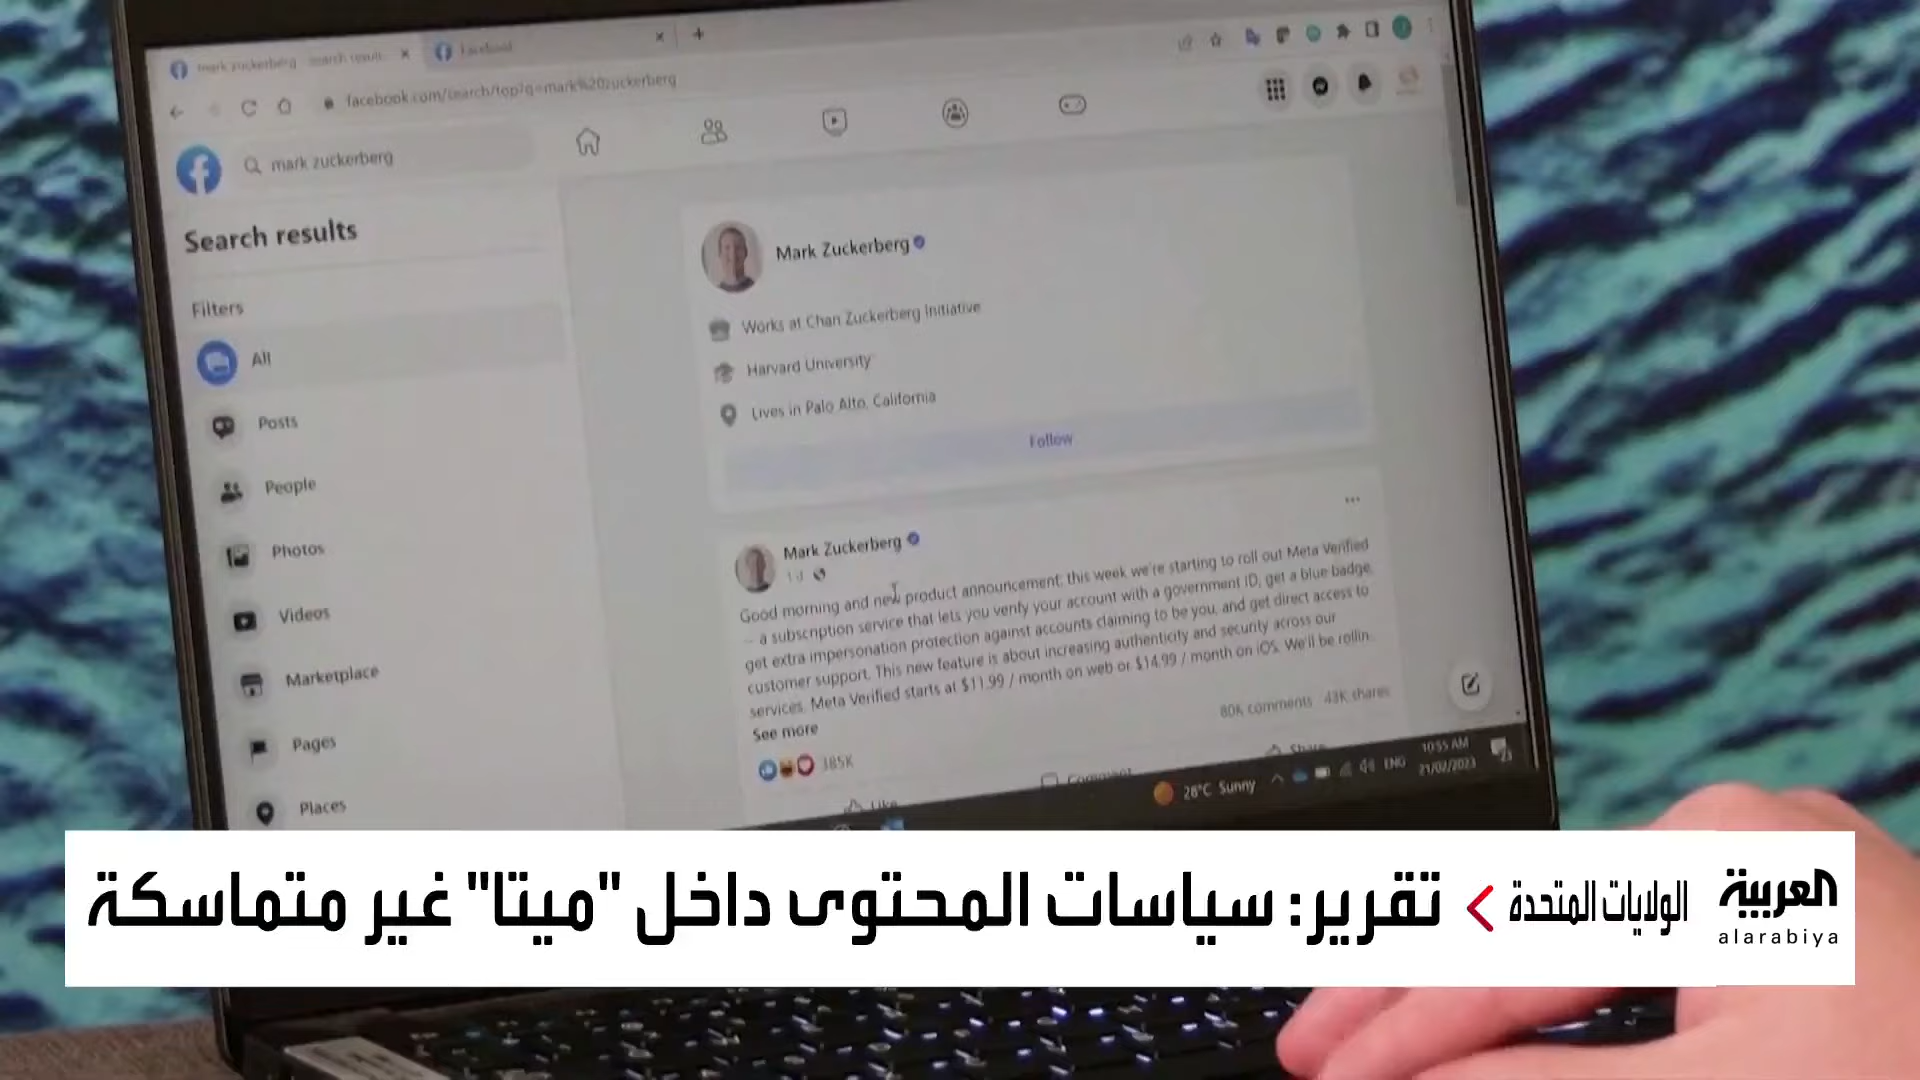 mark zuckerberg - search results
Facebook
facebook.com/search/top?q=mark%20zuckerberg
mark zuckerberg
Search results
Filters
All
Posts
People
Photos
Videos
Marketplace
Pages
Places
Mark Zuckerberg
Works at Chan Zuckerberg Initiative
Harvard University
Lives in Palo Alto, California
Follow
Mark Zuckerberg
1 d
Good morning and new product announcement: this week we're starting to roll out Meta Verified
-- a subscription service that lets you verify your account with a government ID, get a blue badge,
get extra impersonation protection against accounts claiming to be you, and get direct access to
customer support. This new feature is about increasing authenticity and security across our
services. Meta Verified starts at $11.99 / month on web or $14.99 / month on iOS. We'll be rollin
See more
385K
80K comments 43K shares
Like
Comment
Share
28°C Sunny
ENG
10:55 AM
21/02/2023
العربية
alarabiya
الولايات المتحدة
تقرير: سياسات المحتوى داخل "ميتا" غير متماسكة